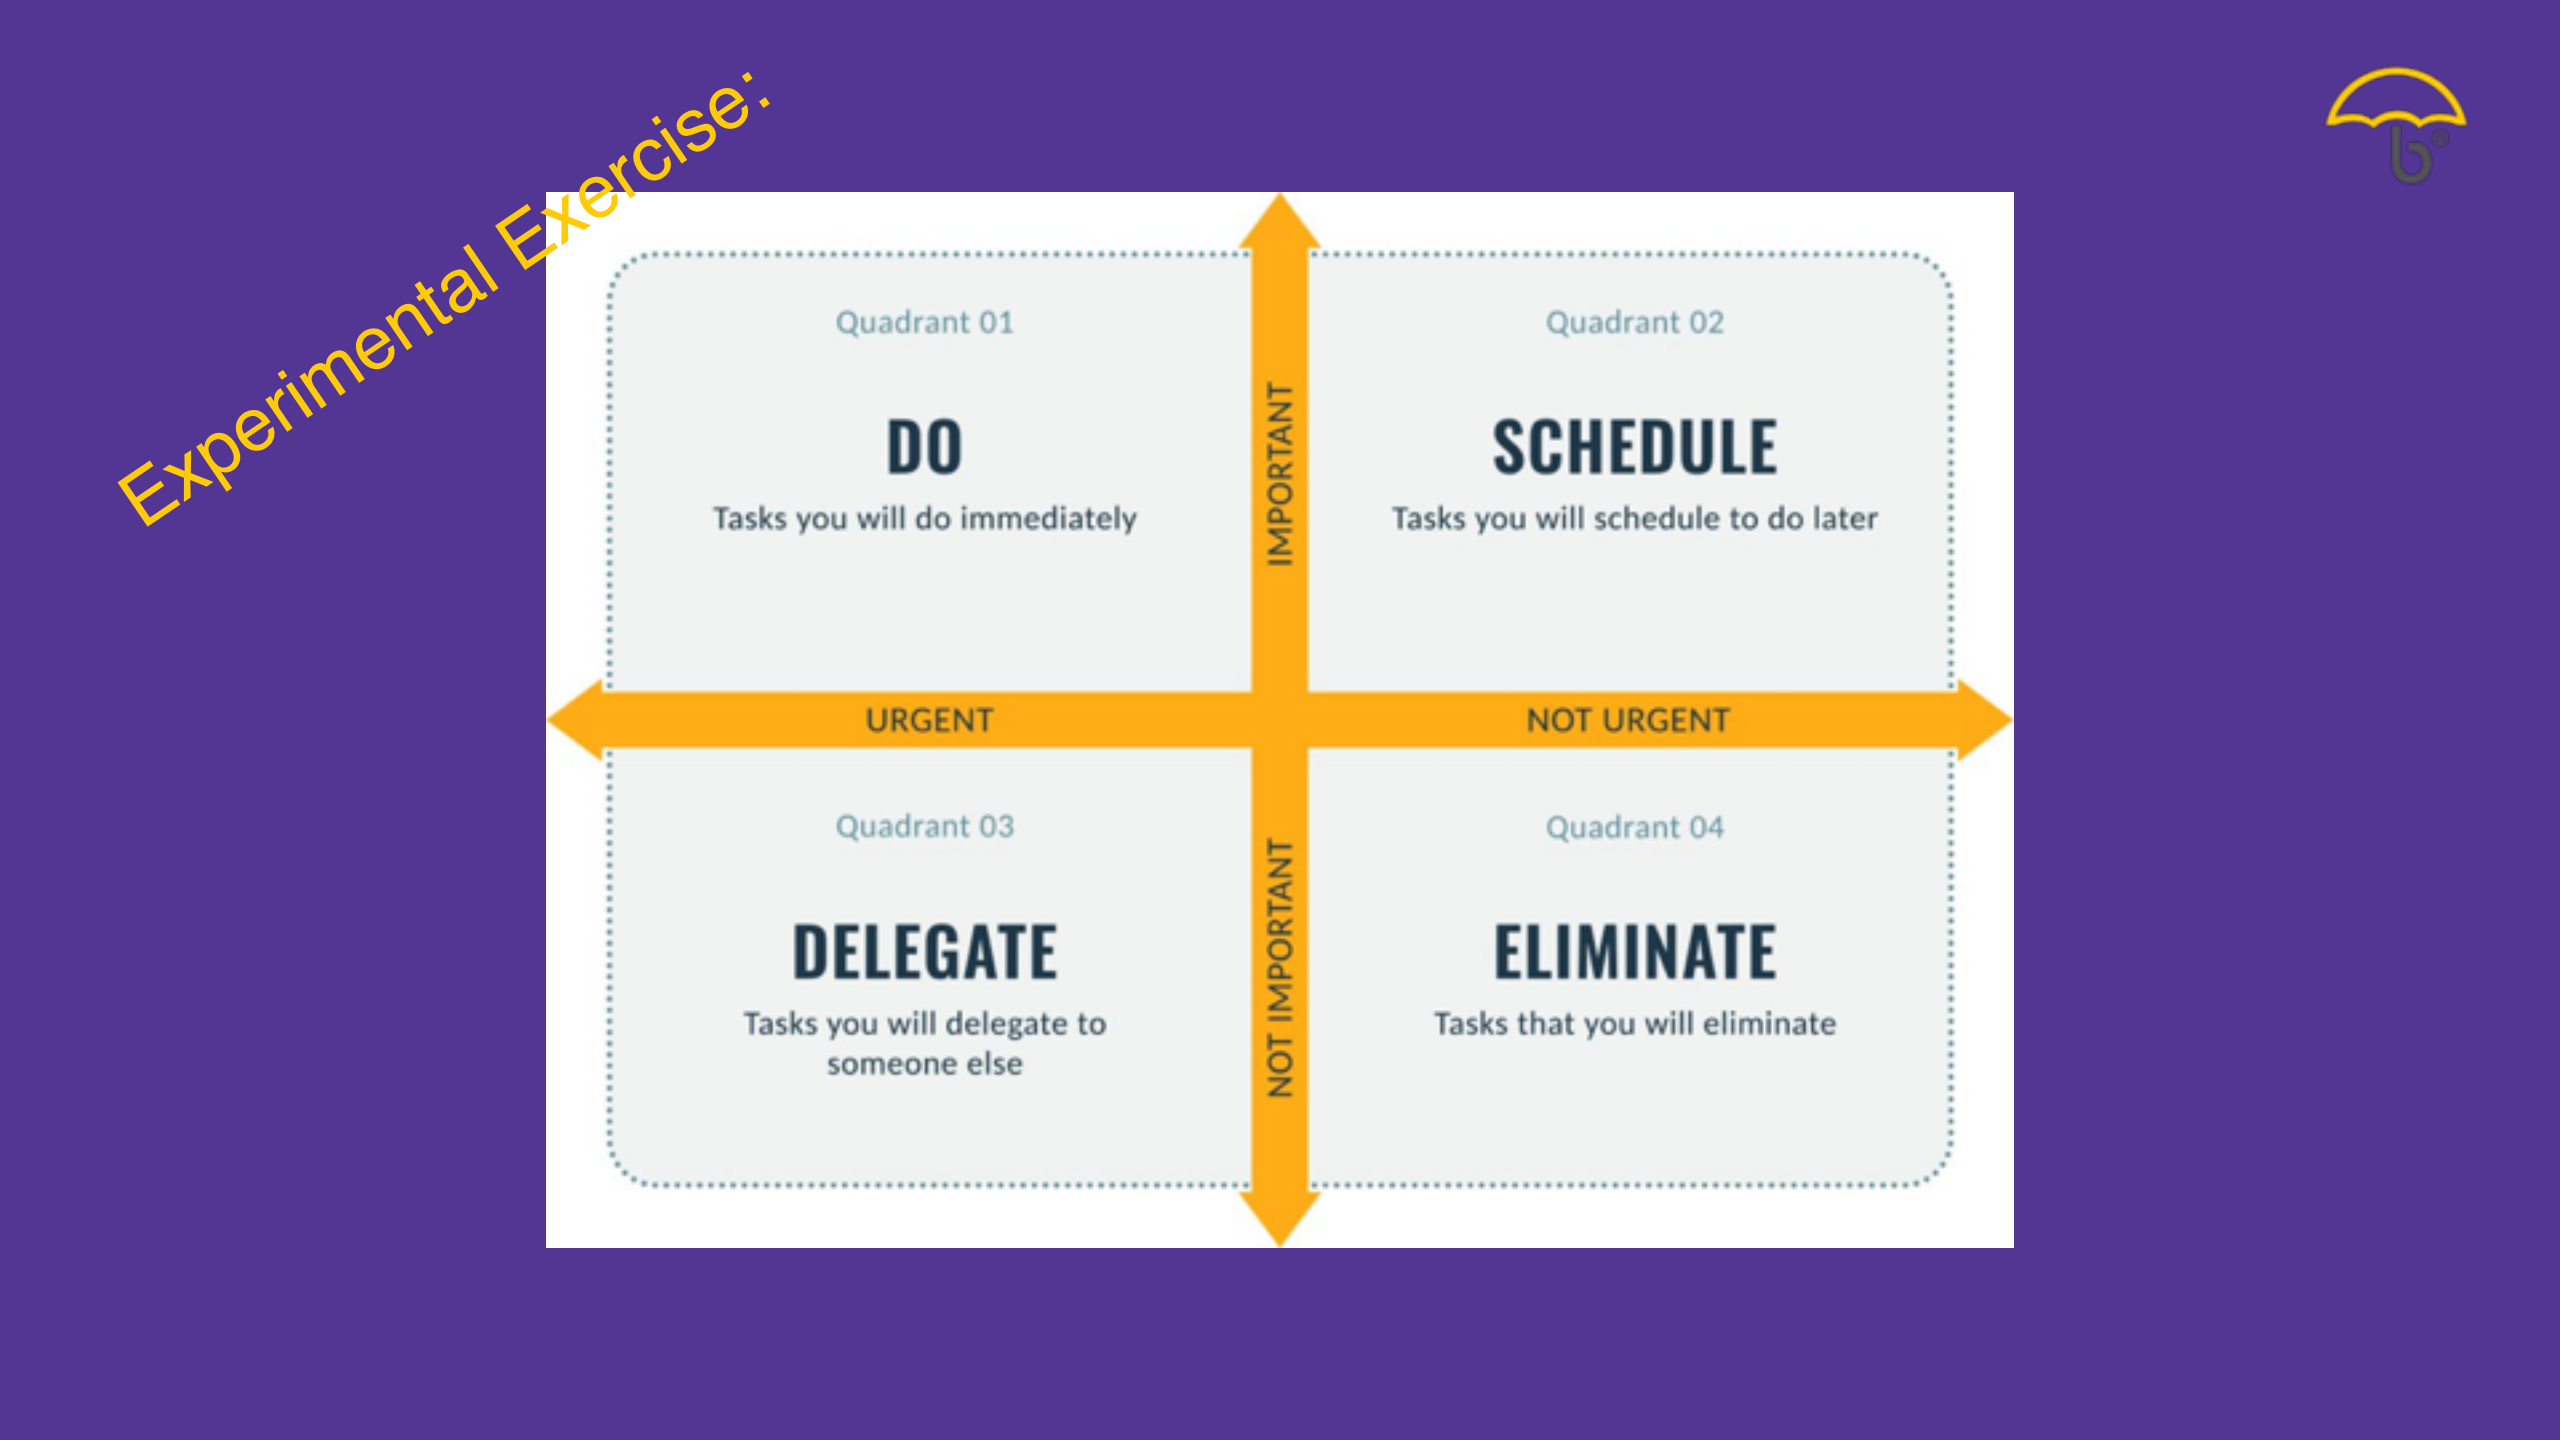 Experimental Exercise:
b
Quadrant 01
DO
Tasks you will do immediately
IMPORTANT
Quadrant 02
SCHEDULE
Tasks you will schedule to do later
URGENT
NOT URGENT
Quadrant 03
DELEGATE
Tasks you will delegate to
someone else
NOT IMPORTANT
Quadrant 04
ELIMINATE
Tasks that you will eliminate